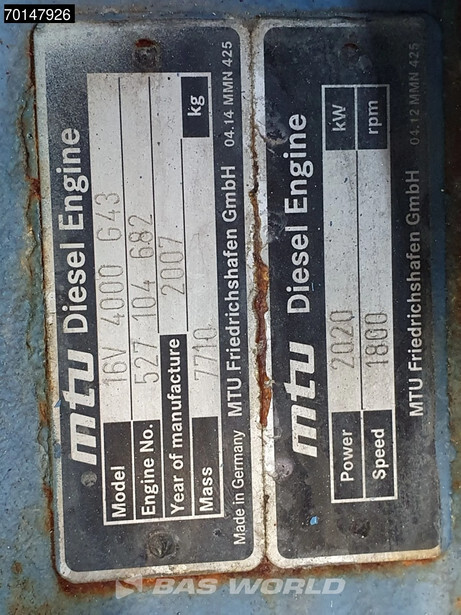 70147926
mtu Diesel Engine
Model 16V 4000 G43
Engine No. 527 104 682
Year of manufacture 2007
Mass 7710 kg
Made in Germany MTU Friedrichshafen GmbH 04.14 MMN 425
mtu Diesel Engine
Power 2020 kW
Speed 1800 rpm
MTU Friedrichshafen GmbH 04.12 MMN 425
BAS WORLD